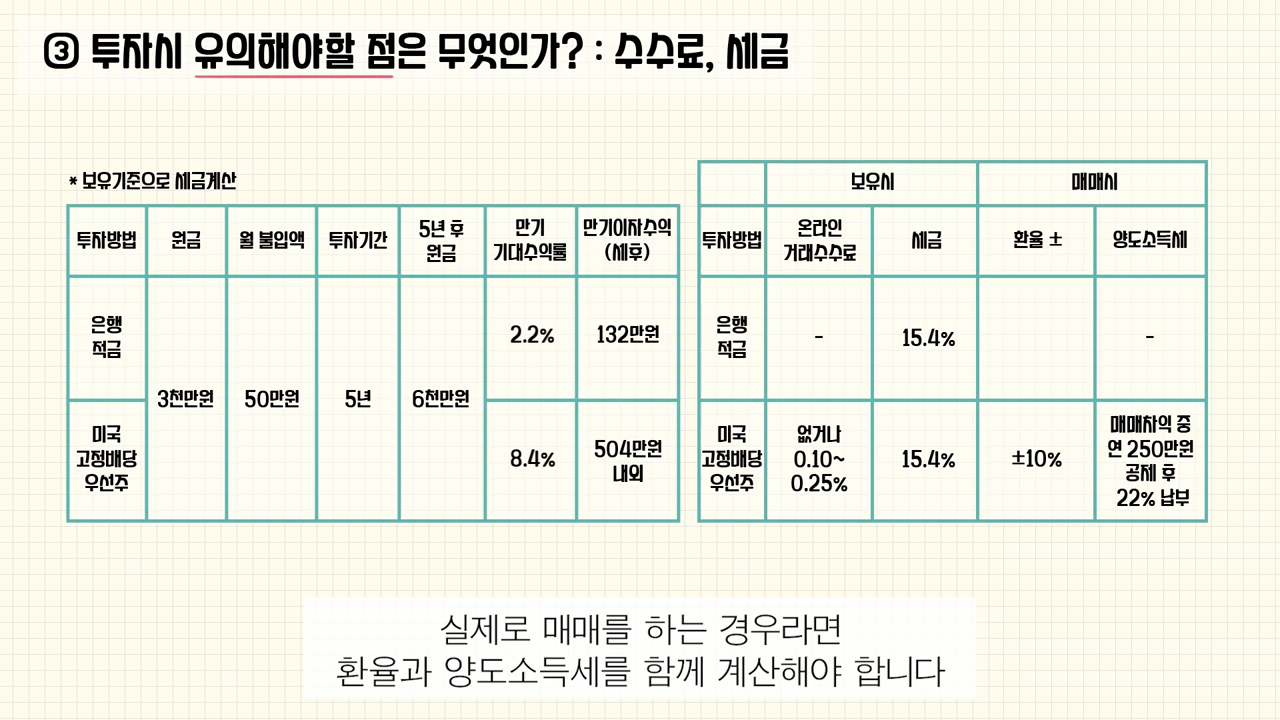 ③ 투자시 유의해야할 점은 무엇인가? : 수수료, 세금
* 보유기준으로 세금계산
투자방법
원금
월 불입액
투자기간
5년 후
원금
만기
기대수익률
만기이자수익
(세후)
은행
적금
3천만원
50만원
5년
6천만원
2.2%
132만원
미국
고정배당
우선주
8.4%
504만원
내외
보유시
매매시
투자방법
온라인
거래수수료
세금
환율 ±
양도소득세
은행
적금
-
15.4%
-
미국
고정배당
우선주
없거나
0.10~
0.25%
15.4%
±10%
매매차익 중
연 250만원
공제 후
22% 납부
실제로 매매를 하는 경우라면
환율과 양도소득세를 함께 계산해야 합니다